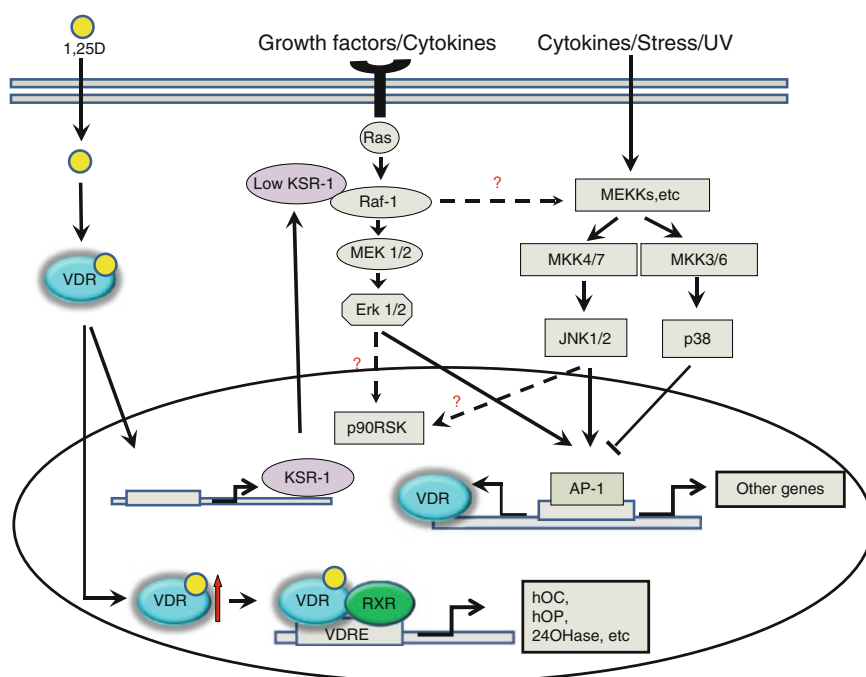 1,25D
Growth factors/Cytokines
Cytokines/Stress/UV
Ras
Low KSR-1
Raf-1
?
MEKKs,etc
VDR
MEK 1/2
MKK4/7
MKK3/6
Erk 1/2
JNK1/2
p38
?
?
p90RSK
KSR-1
VDR
AP-1
Other genes
VDR
VDR
RXR
VDRE
hOC,
hOP,
24OHase, etc